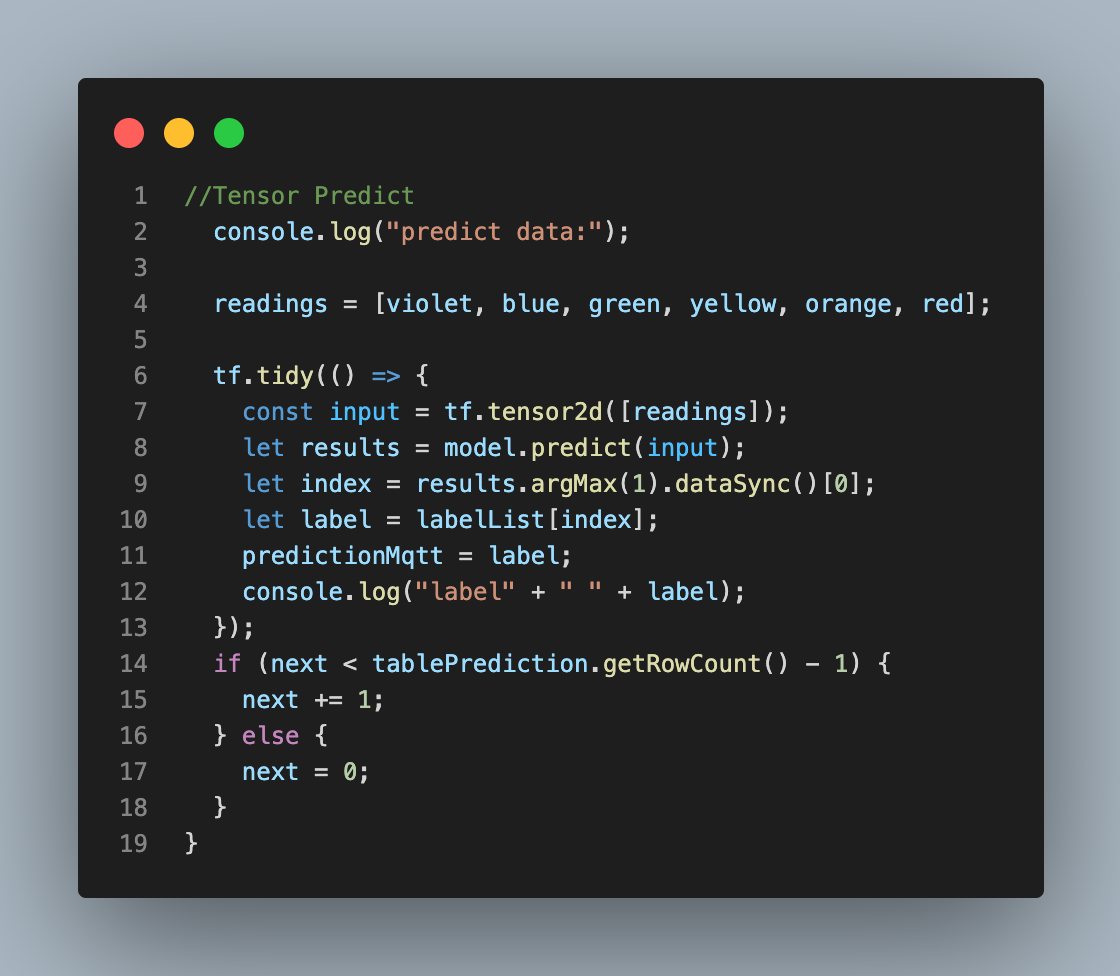 1 //Tensor Predict
2   console.log("predict data:");
3
4   readings = [violet, blue, green, yellow, orange, red];
5
6   tf.tidy(() => {
7     const input = tf.tensor2d([readings]);
8     let results = model.predict(input);
9     let index = results.argMax(1).dataSync()[0];
10     let label = labelList[index];
11     predictionMqtt = label;
12     console.log("label" + " " + label);
13   });
14   if (next < tablePrediction.getRowCount() - 1) {
15     next += 1;
16   } else {
17     next = 0;
18   }
19 }